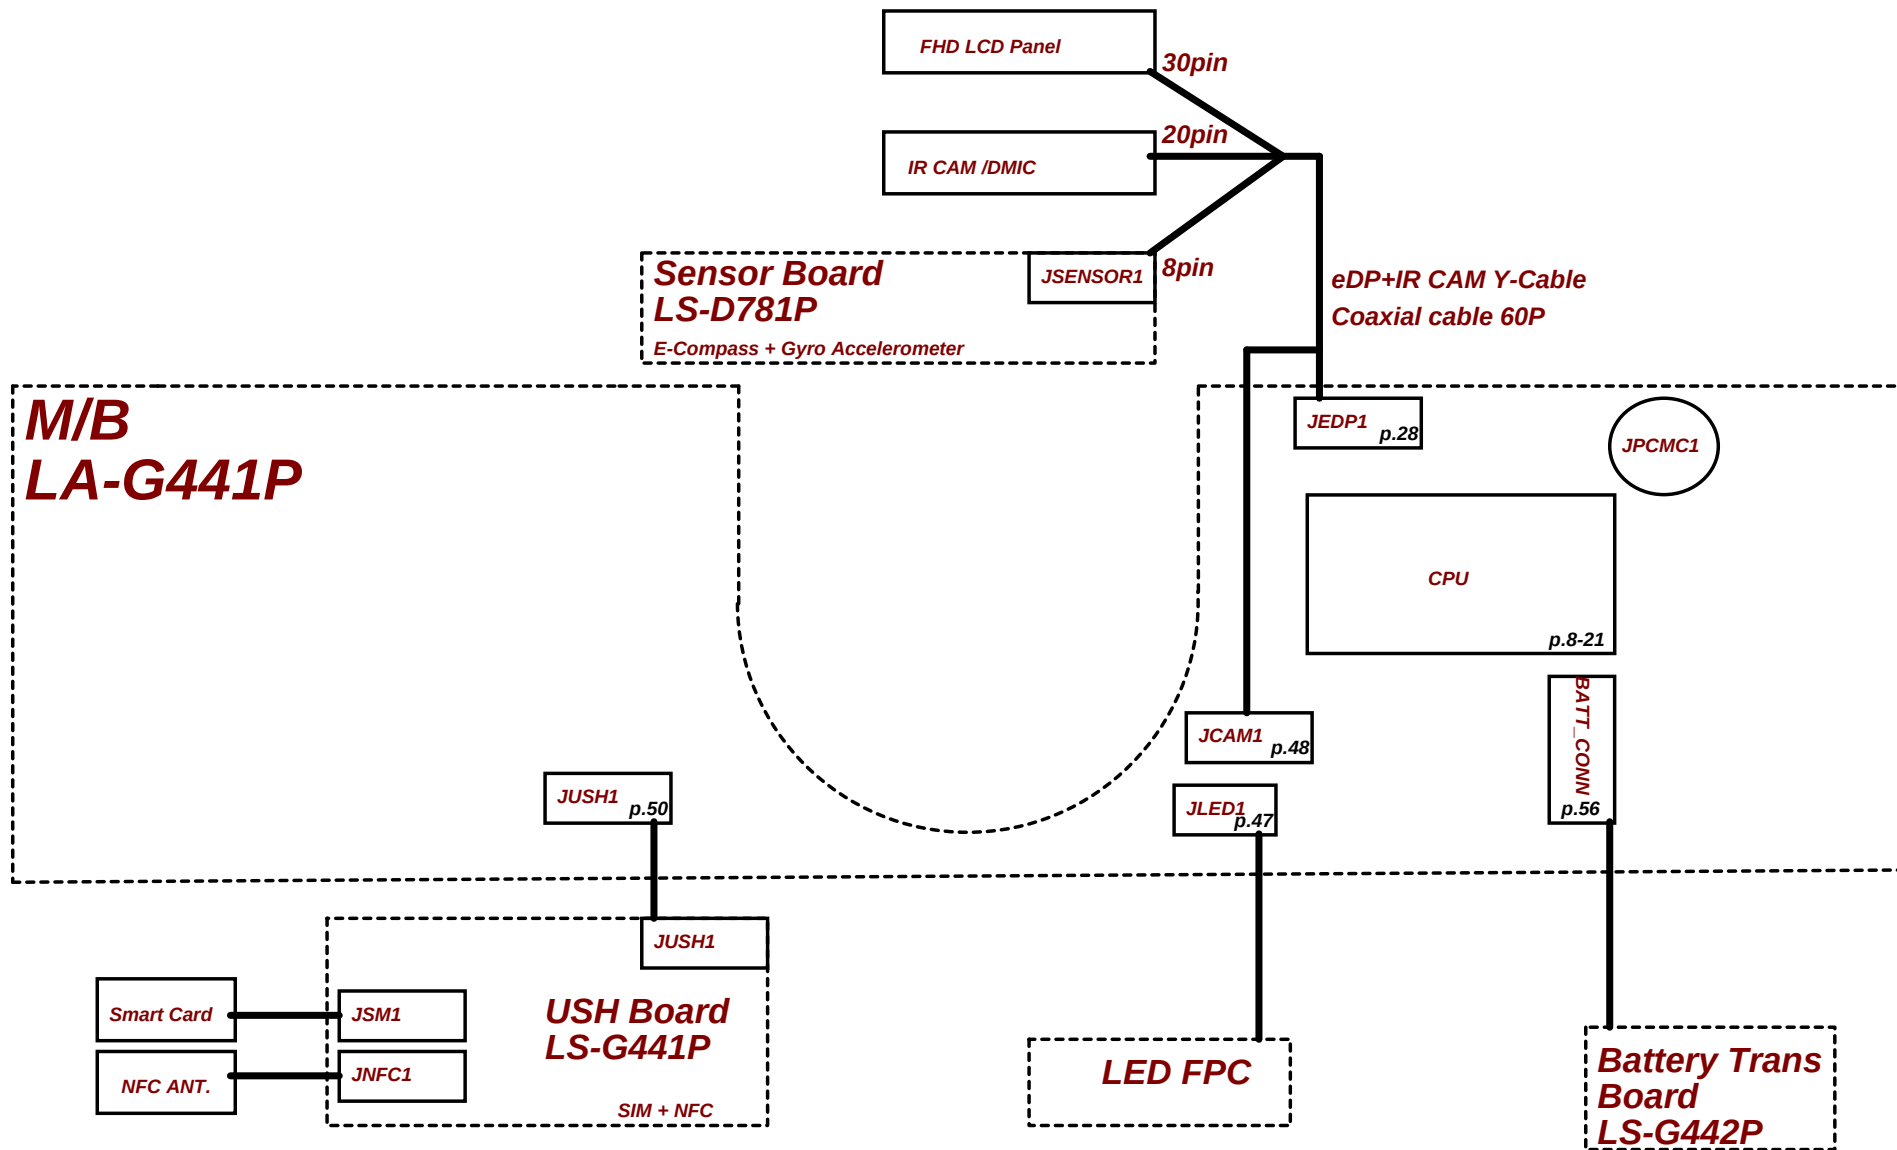 FHD LCD Panel
30pin
20pin
IR CAM /DMIC
Sensor Board
LS-D781P
E-Compass + Gyro Accelerometer
JSENSOR1
8pin
eDP+IR CAM Y-Cable
Coaxial cable 60P
M/B
LA-G441P
JEDP1
p.28
JPCMC1
CPU
p.8-21
BATT_CONN
p.56
JCAM1
p.48
JUSH1
p.50
JLED1
p.47
JUSH1
Smart Card
JSM1
USH Board
LS-G441P
NFC ANT.
JNFC1
SIM + NFC
LED FPC
Battery Trans
Board
LS-G442P